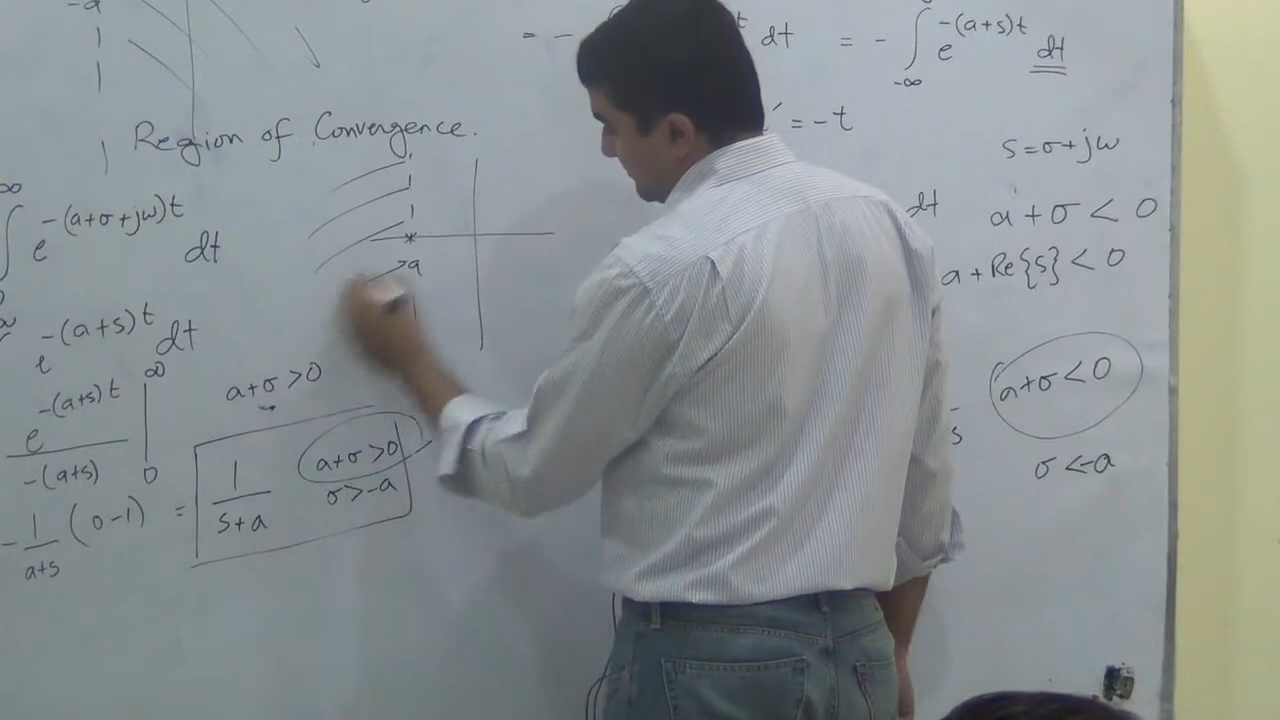 -a
Region of Convergence.
∞
∫ e^-(a+σ+jω)t dt
e^-(a+s)t dt
e^-(a+s)t / -(a+s) | ∞ 0
a+σ>0
-1/(a+s) (0-1) = 1/(s+a) a+σ>0
σ>-a
-a
= - dt = - ∫ -∞ e^-(a+s)t dt
t' = -t
s=σ+jω
dt a+σ<0
a+Re{s}<0
a+σ<0
s
σ<-a